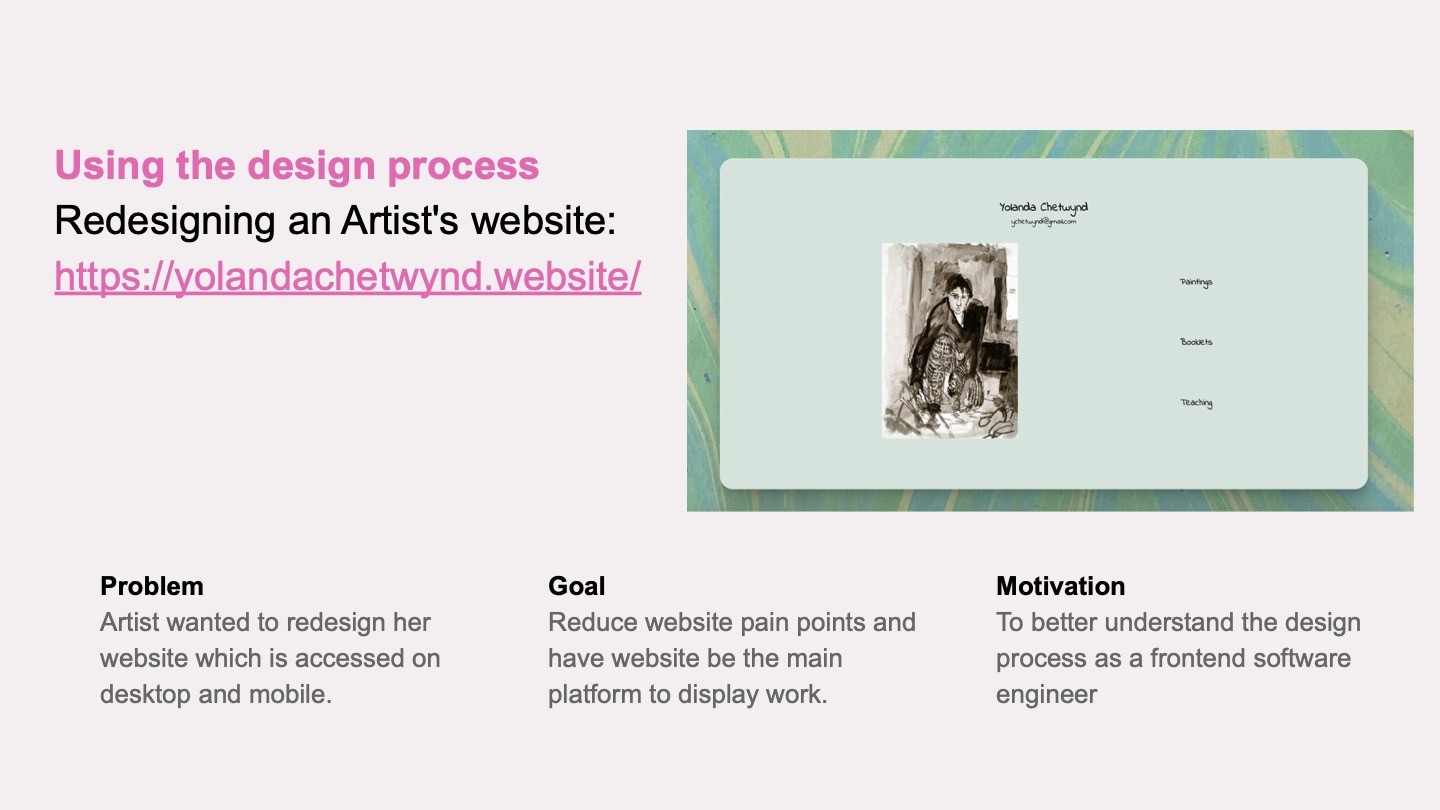 Using the design process
Redesigning an Artist's website:
https://yolandachetwynd.website/
Yolanda Chetwynd
ychetwynd1@gmail.com
Paintings
Booklets
Teaching
Problem
Artist wanted to redesign her
website which is accessed on
desktop and mobile.
Goal
Reduce website pain points and
have website be the main
platform to display work.
Motivation
To better understand the design
process as a frontend software
engineer